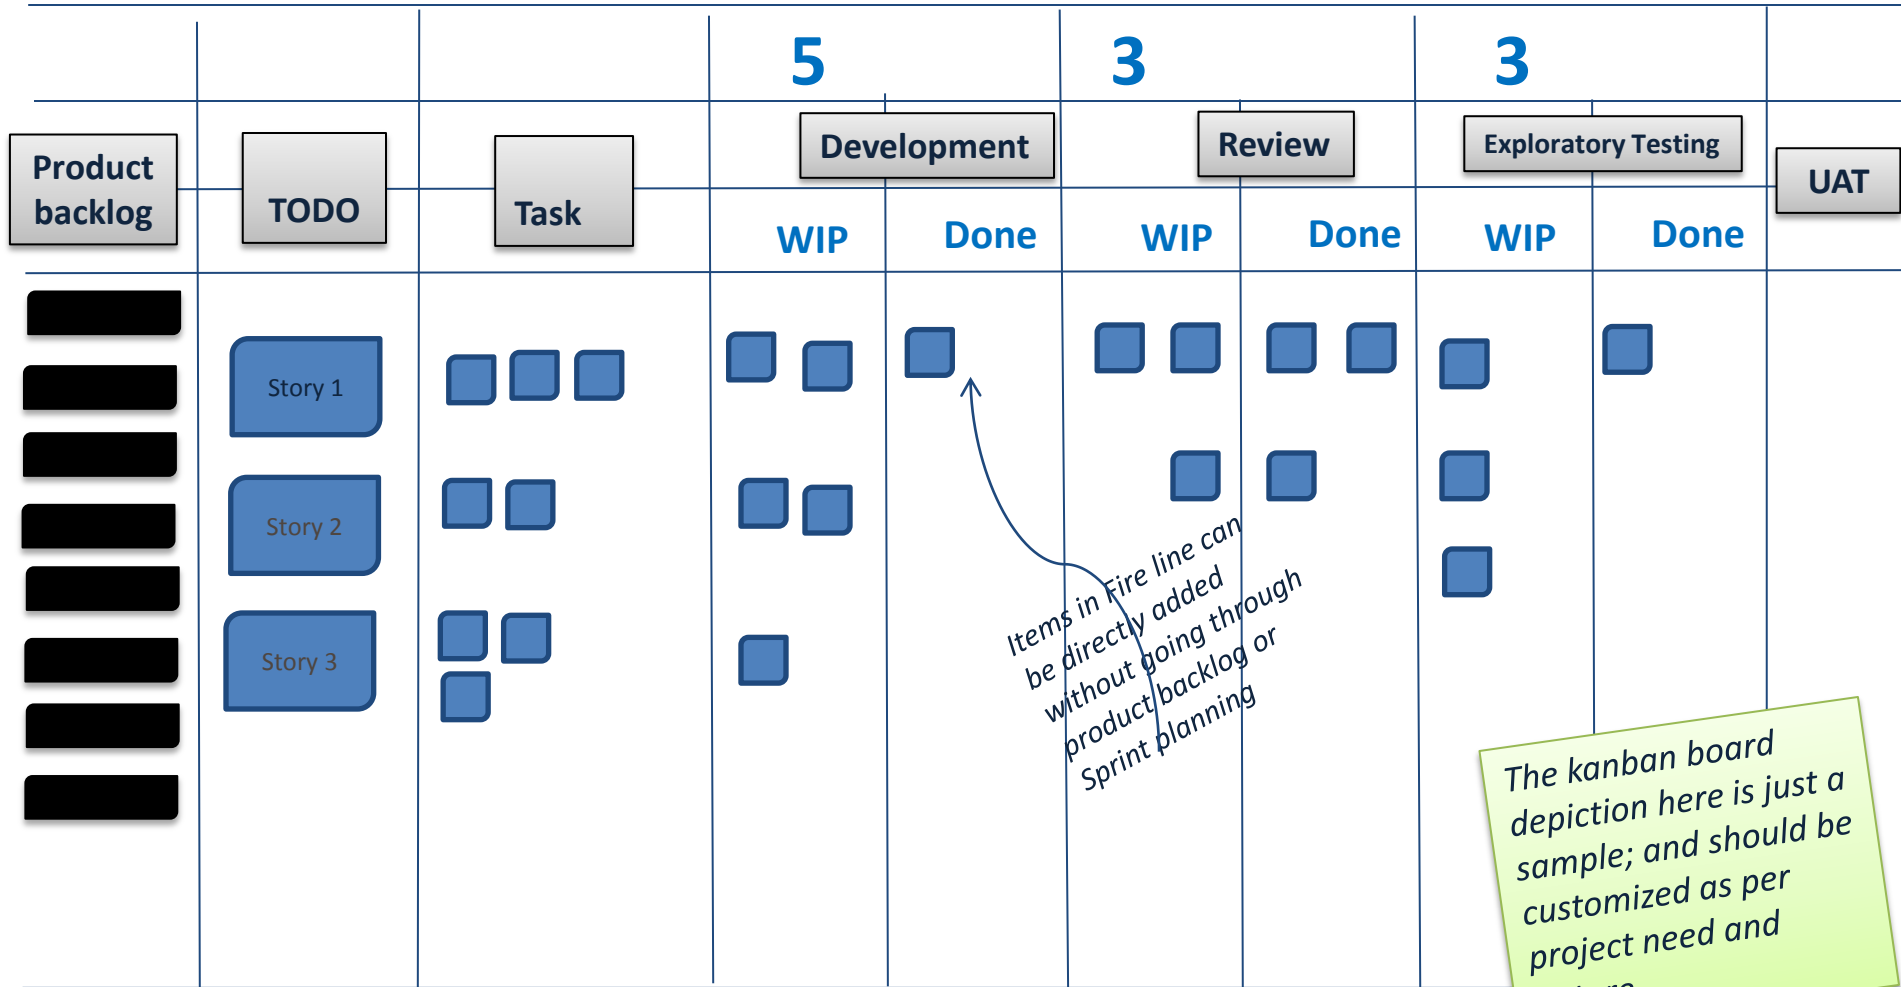 5
3
3
Product
backlog
TODO
Task
Development
Review
Exploratory Testing
UAT
WIP
Done
WIP
Done
WIP
Done
Story 1
Story 2
Story 3
Items in Fire line can
be directly added
without going through
product backlog or
Sprint planning
The kanban board
depiction here is just a
sample; and should be
customized as per
project need and